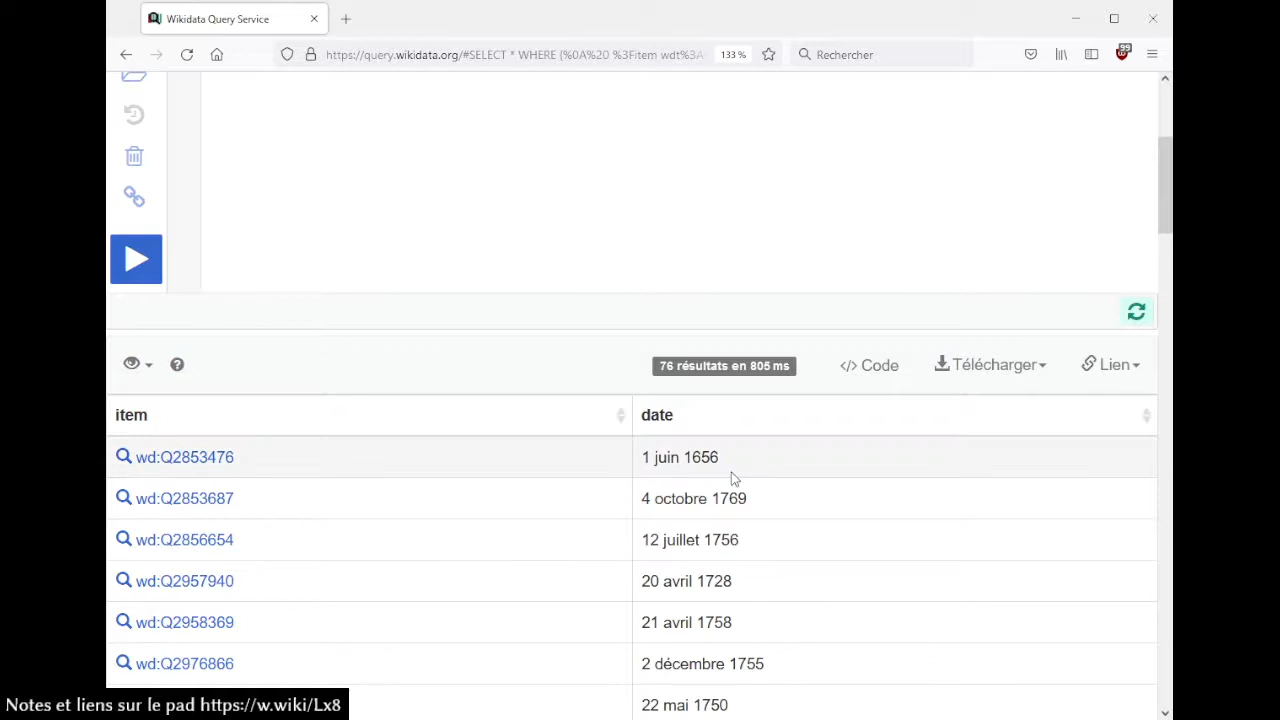 Wikidata Query Service
https://query.wikidata.org/#SELECT * WHERE {%0A%20 %3Fitem wdt%3A
133 %
Rechercher
99
76 résultats en 805 ms
</> Code
Télécharger
Lien
item
date
wd:Q2853476
1 juin 1656
wd:Q2853687
4 octobre 1769
wd:Q2856654
12 juillet 1756
wd:Q2957940
20 avril 1728
wd:Q2958369
21 avril 1758
wd:Q2976866
2 décembre 1755
22 mai 1750
Notes et liens sur le pad https://w.wiki/Lx8